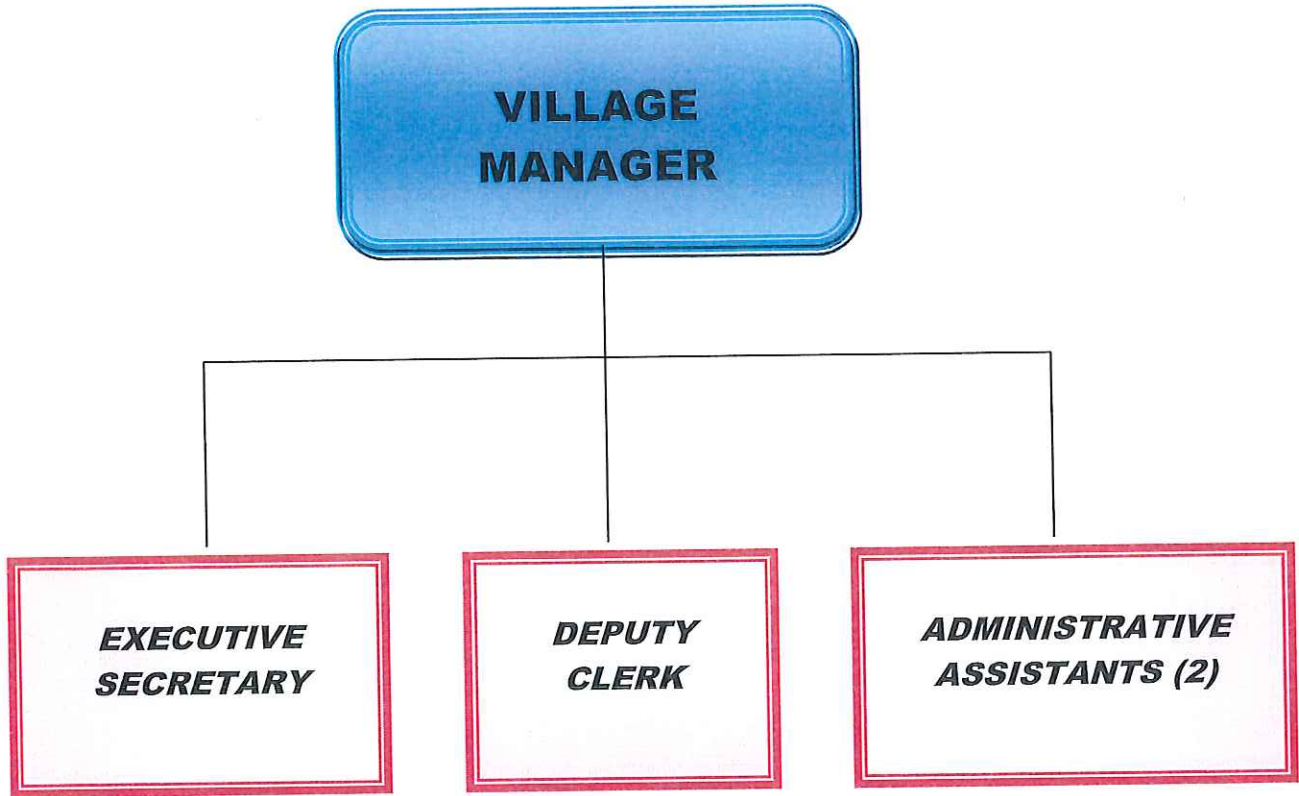 VILLAGE
MANAGER
EXECUTIVE
SECRETARY
DEPUTY
CLERK
ADMINISTRATIVE
ASSISTANTS (2)